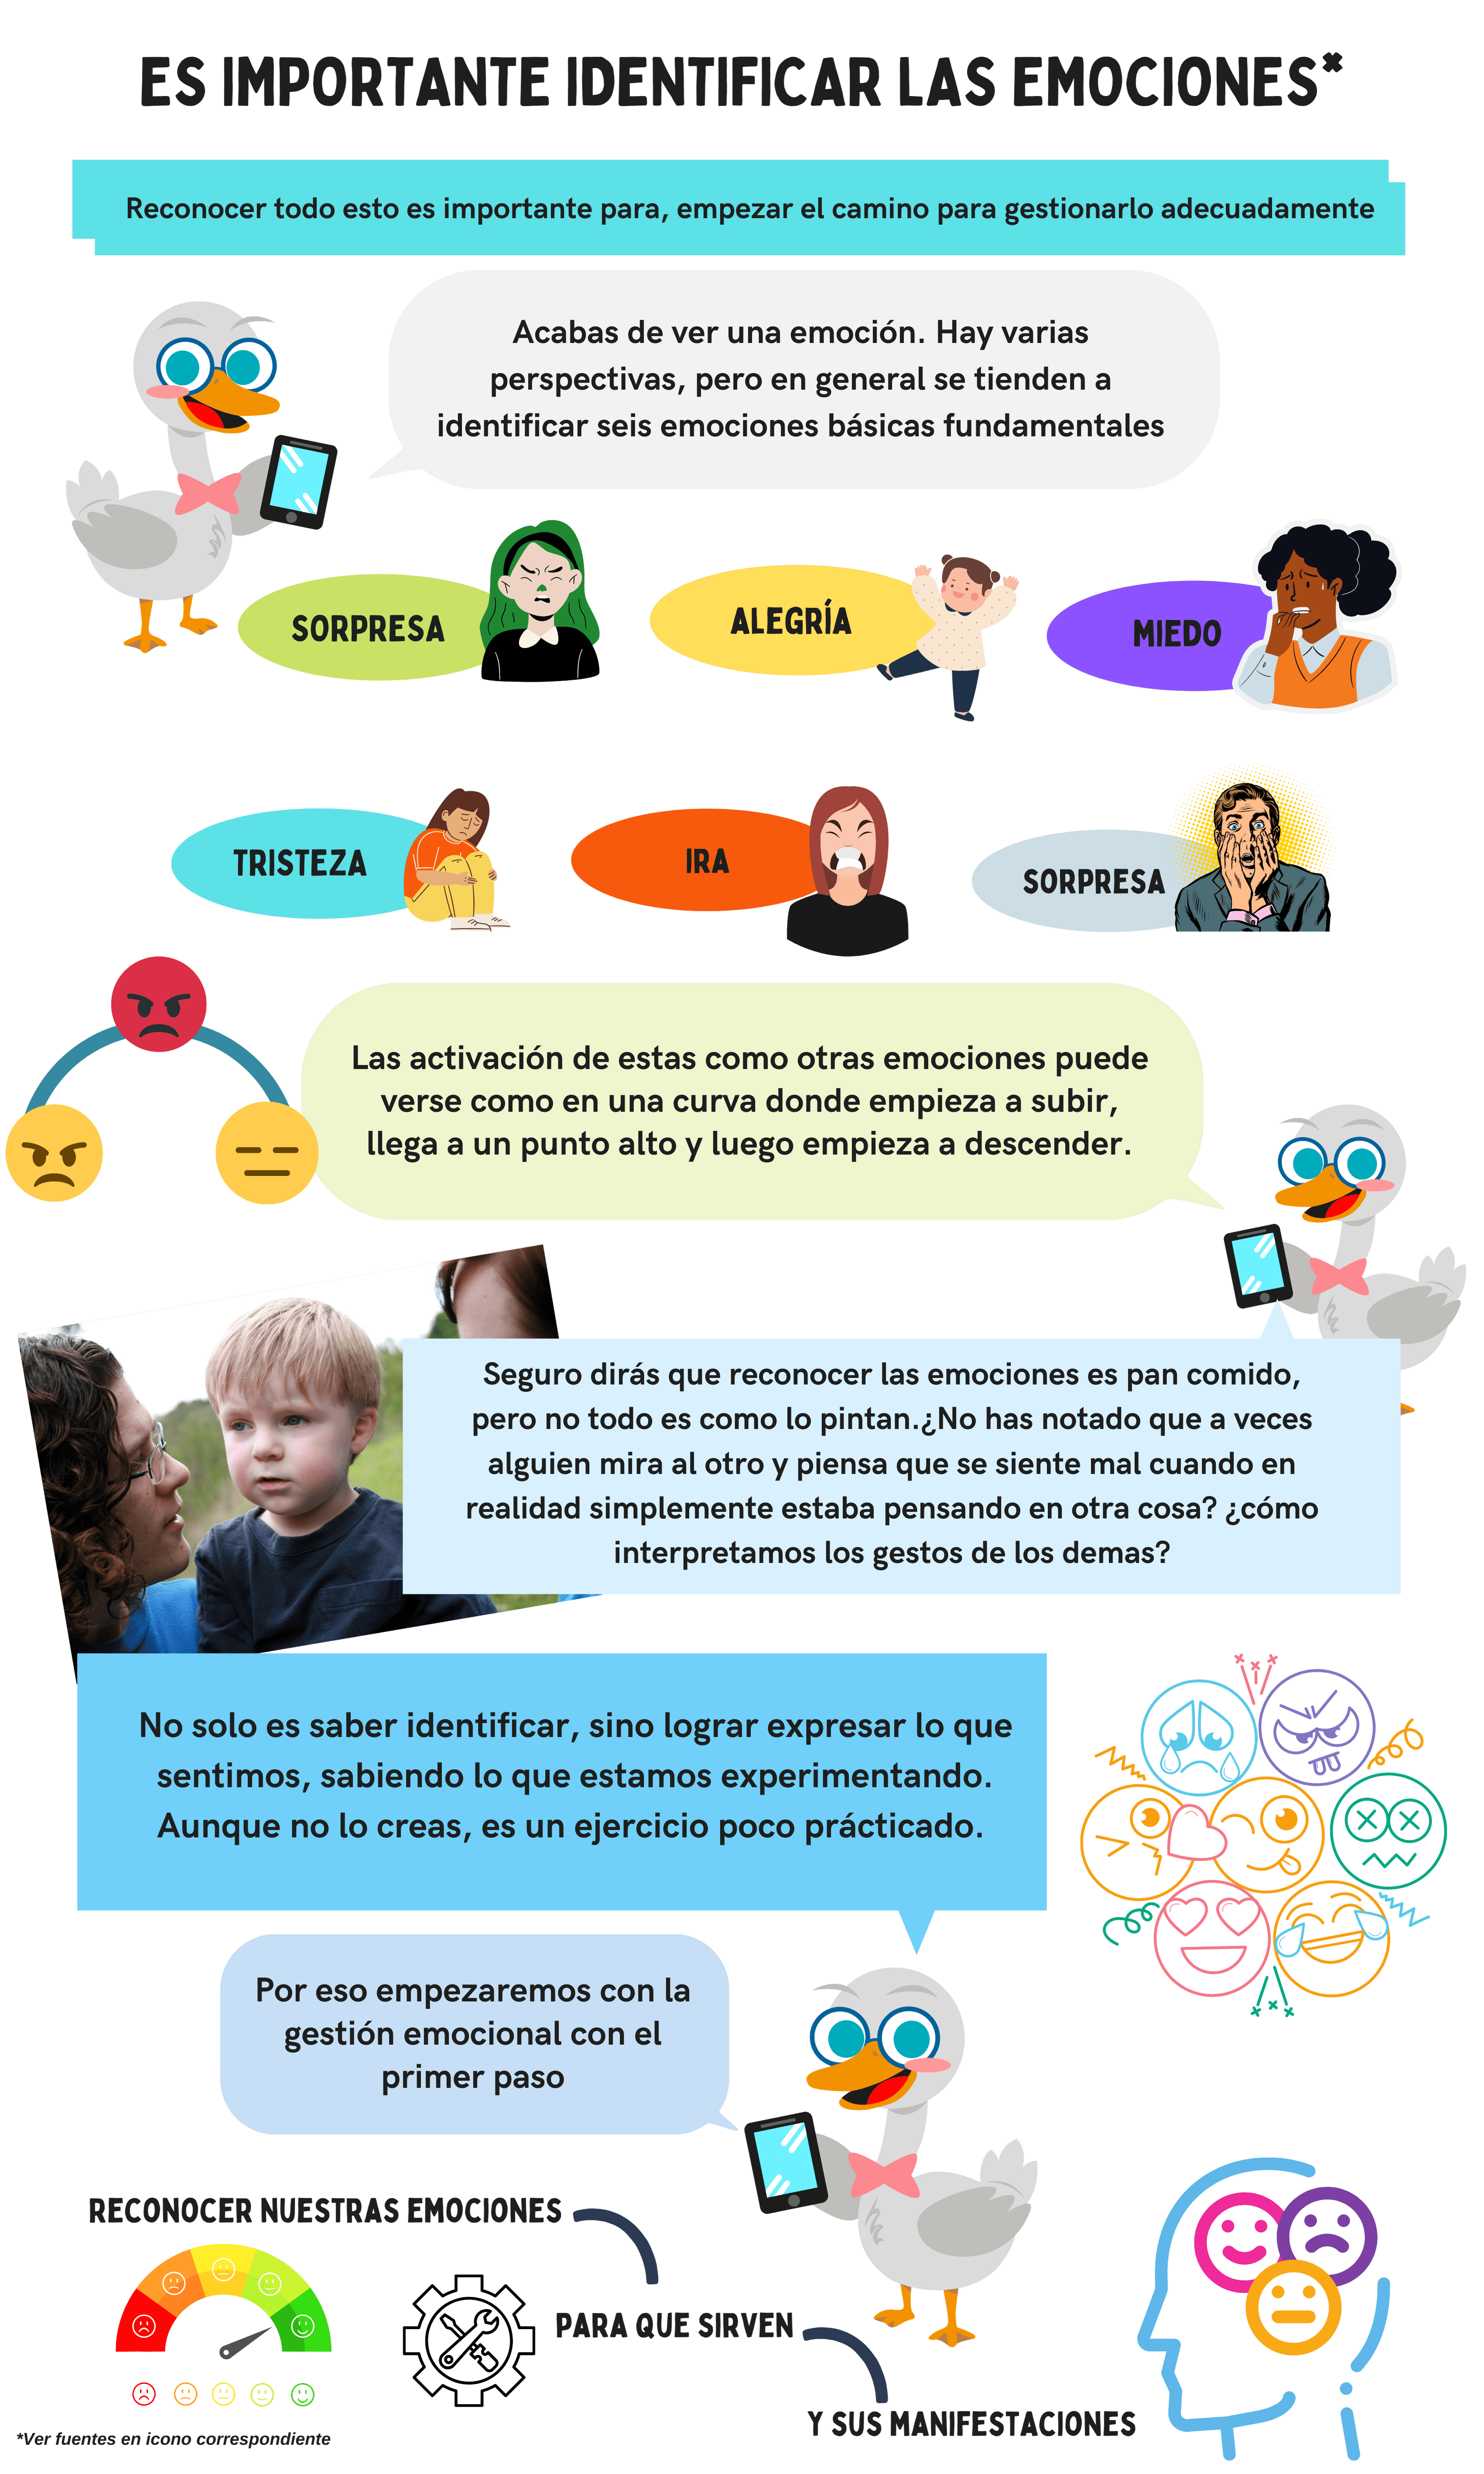 ES IMPORTANTE IDENTIFICAR LAS EMOCIONES*
Reconocer todo esto es importante para, empezar el camino para gestionarlo adecuadamente
Acabas de ver una emoción. Hay varias
perspectivas, pero en general se tienden a
identificar seis emociones básicas fundamentales
SORPRESA
ALEGRÍA
MIEDO
TRISTEZA
IRA
SORPRESA
Las activación de estas como otras emociones puede
verse como en una curva donde empieza a subir,
llega a un punto alto y luego empieza a descender.
Seguro dirás que reconocer las emociones es pan comido,
pero no todo es como lo pintan.¿No has notado que a veces
alguien mira al otro y piensa que se siente mal cuando en
realidad simplemente estaba pensando en otra cosa? ¿cómo
interpretamos los gestos de los demas?
No solo es saber identificar, sino lograr expresar lo que
sentimos, sabiendo lo que estamos experimentando.
Aunque no lo creas, es un ejercicio poco prácticado.
Por eso empezaremos con la
gestión emocional con el
primer paso
RECONOCER NUESTRAS EMOCIONES
PARA QUE SIRVEN
Y SUS MANIFESTACIONES
*Ver fuentes en icono correspondiente